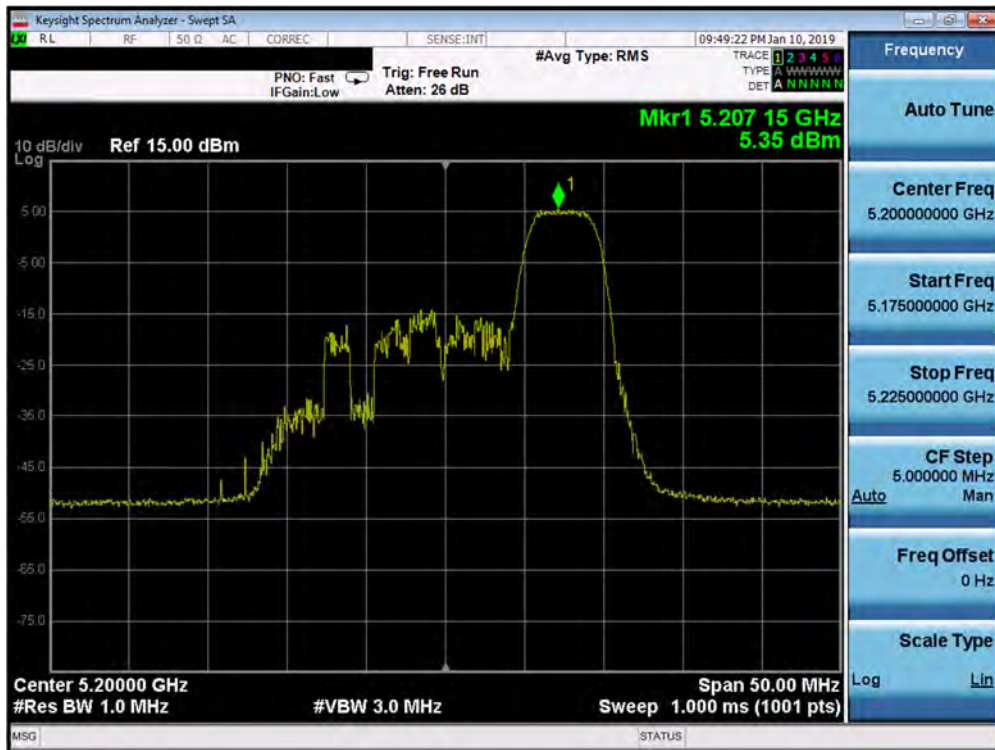 Keysight Spectrum Analyzer - Swept SA
LXI RL RF 50 Ω AC CORREC SENSE:INT 09:49:22 PM Jan 10, 2019
#Avg Type: RMS
TRACE 1 2 3 4 5 6
TYPE A WWWWW
DET A N N N N N
PNO: Fast
IFGain:Low
Trig: Free Run
Atten: 26 dB
Mkr1 5.207 15 GHz
5.35 dBm
10 dB/div
Log
Ref 15.00 dBm
1
5.00
-5.00
-15.0
-25.0
-35.0
-45.0
-55.0
-65.0
-75.0
Center 5.20000 GHz
Span 50.00 MHz
#Res BW 1.0 MHz
#VBW 3.0 MHz
Sweep 1.000 ms (1001 pts)
MSG
STATUS
Frequency
Auto Tune
Center Freq
5.200000000 GHz
Start Freq
5.175000000 GHz
Stop Freq
5.225000000 GHz
CF Step
5.000000 MHz
Auto Man
Freq Offset
0 Hz
Scale Type
Log Lin